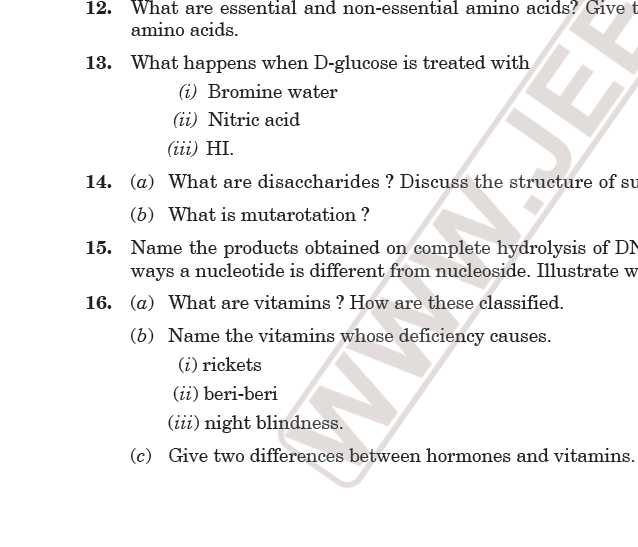 12. What are essential and non-essential amino acids? Give
amino acids.
13. What happens when D-glucose is treated with
(i) Bromine water
(ii) Nitric acid
(iii) HI.
14. (a) What are disaccharides ? Discuss the structure of
(b) What is mutarotation ?
15. Name the products obtained on complete hydrolysis of
ways a nucleotide is different from nucleoside. Illustrate
16. (a) What are vitamins ? How are these classified.
(b) Name the vitamins whose deficiency causes.
(i) rickets
(ii) beri-beri
(iii) night blindness.
(c) Give two differences between hormones and vitamins.
WWW.JEE